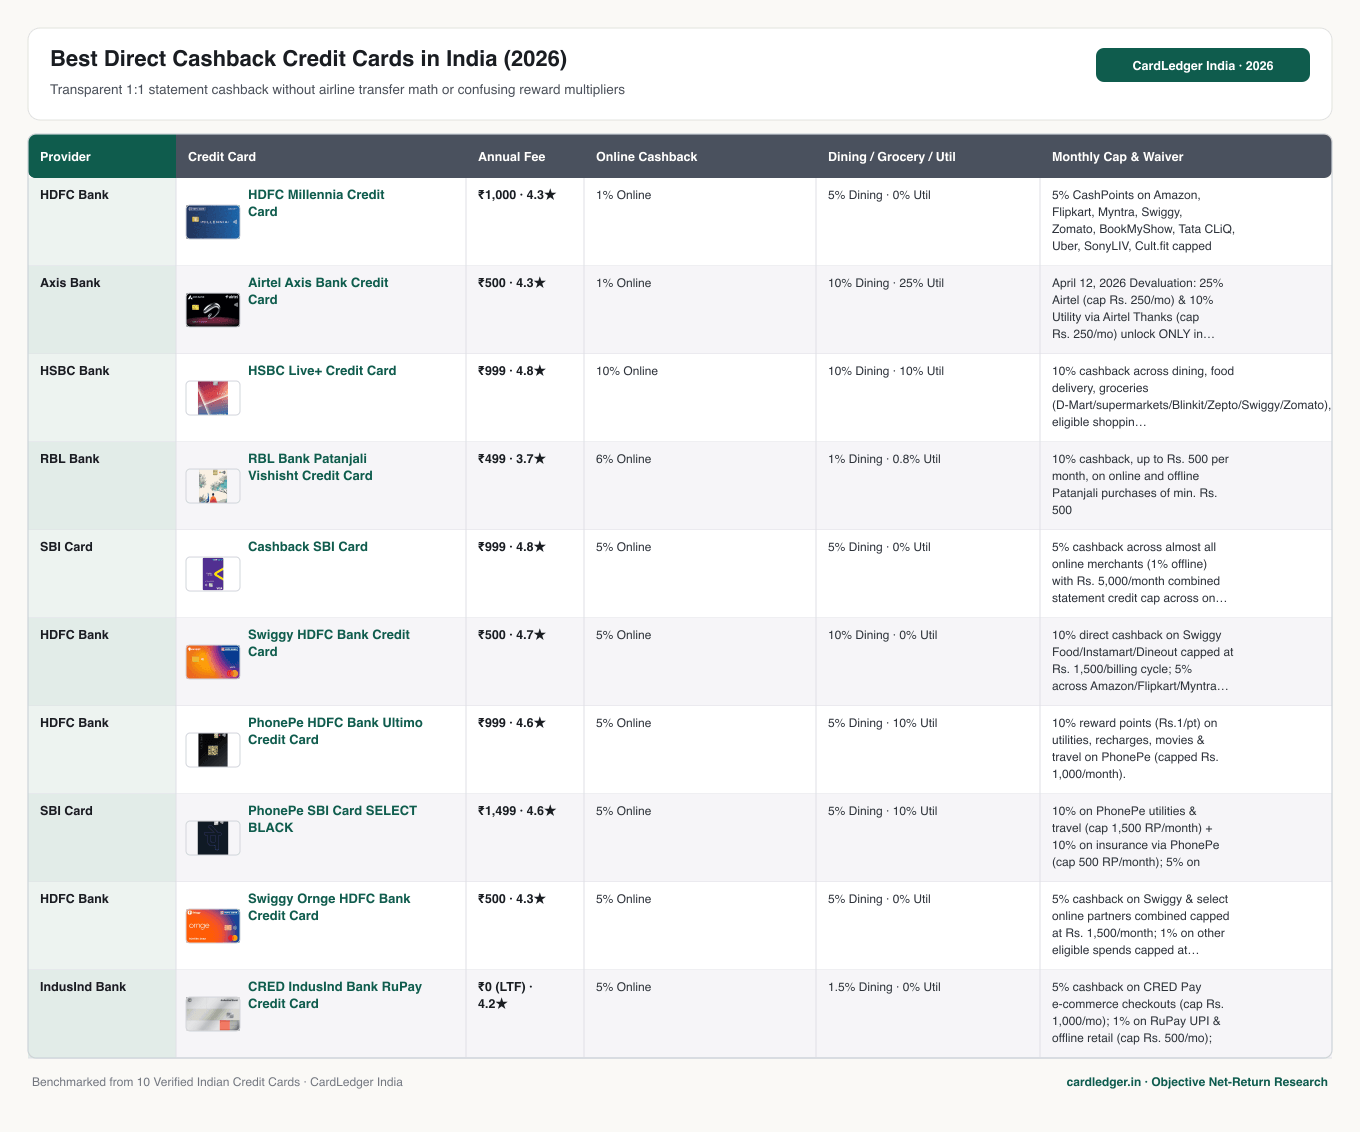 Best Direct Cashback Credit Cards in India (2026)
Transparent 1:1 statement cashback without airline transfer math or confusing reward multipliers
CardLedger India · 2026
Provider
Credit Card
Annual Fee
Online Cashback
Dining / Grocery / Util
Monthly Cap & Waiver
HDFC Bank
MILLENNIA
HDFC Millennia Credit
Card
₹1,000 · 4.3★
1% Online
5% Dining · 0% Util
5% CashPoints on Amazon,
Flipkart, Myntra, Swiggy,
Zomato, BookMyShow, Tata CLiQ,
Uber, SonyLIV, Cult.fit capped
Axis Bank
airtel
Airtel Axis Bank Credit
Card
₹500 · 4.3★
1% Online
10% Dining · 25% Util
April 12, 2026 Devaluation: 25%
Airtel (cap Rs. 250/mo) & 10%
Utility via Airtel Thanks (cap
Rs. 250/mo) unlock ONLY in…
HSBC Bank
HSBC Live+ Credit Card
₹999 · 4.8★
10% Online
10% Dining · 10% Util
10% cashback across dining, food
delivery, groceries
(D-Mart/supermarkets/Blinkit/Zepto/Swiggy/Zomato),
eligible shoppin…
RBL Bank
RBL Bank Patanjali
Vishisht Credit Card
₹499 · 3.7★
6% Online
1% Dining · 0.8% Util
10% cashback, up to Rs. 500 per
month, on online and offline
Patanjali purchases of min. Rs.
500
SBI Card
Cashback SBI Card
₹999 · 4.8★
5% Online
5% Dining · 0% Util
5% cashback across almost all
online merchants (1% offline)
with Rs. 5,000/month combined
statement credit cap across on…
HDFC Bank
Swiggy HDFC Bank Credit
Card
₹500 · 4.7★
5% Online
10% Dining · 0% Util
10% direct cashback on Swiggy
Food/Instamart/Dineout capped at
Rs. 1,500/billing cycle; 5%
across Amazon/Flipkart/Myntra…
HDFC Bank
PhonePe HDFC Bank Ultimo
Credit Card
₹999 · 4.6★
5% Online
5% Dining · 10% Util
10% reward points (Rs.1/pt) on
utilities, recharges, movies &
travel on PhonePe (capped Rs.
1,000/month).
SBI Card
PhonePe SBI Card SELECT
BLACK
₹1,499 · 4.6★
5% Online
5% Dining · 10% Util
10% on PhonePe utilities &
travel (cap 1,500 RP/month) +
10% on insurance via PhonePe
(cap 500 RP/month); 5% on
HDFC Bank
ornge
Swiggy Ornge HDFC Bank
Credit Card
₹500 · 4.3★
5% Online
5% Dining · 0% Util
5% cashback on Swiggy & select
online partners combined capped
at Rs. 1,500/month; 1% on other
eligible spends capped at…
IndusInd Bank
CRED IndusInd Bank RuPay
Credit Card
₹0 (LTF) ·
4.2★
5% Online
1.5% Dining · 0% Util
5% cashback on CRED Pay
e-commerce checkouts (cap Rs.
1,000/mo); 1% on RuPay UPI &
offline retail (cap Rs. 500/mo);
Benchmarked from 10 Verified Indian Credit Cards · CardLedger India
cardledger.in · Objective Net-Return Research